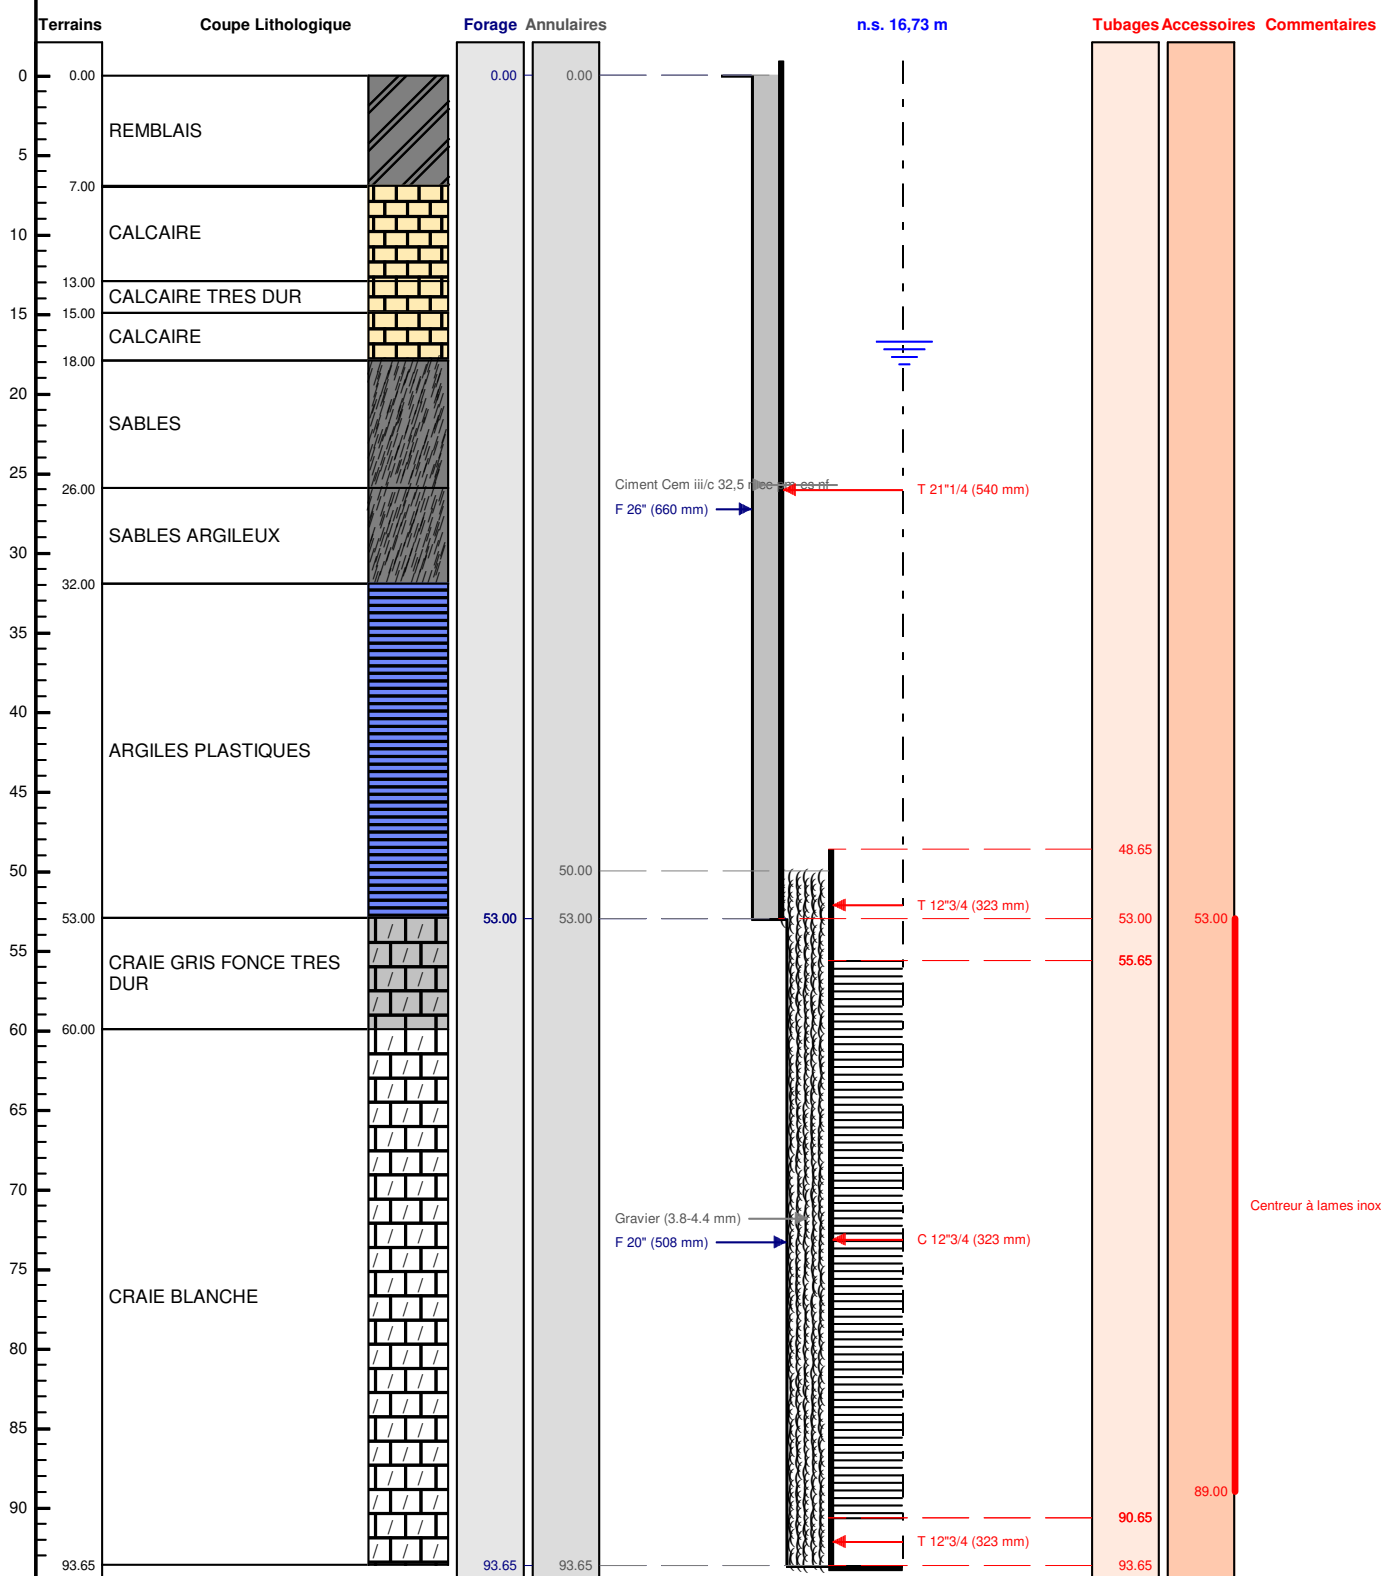 Terrains Coupe Lithologique Forage Annulaires n.s. 16,73 m Tubages Accessoires Commentaires
0 0.00 0.00 0.00
REMBLAIS
5
7.00
CALCAIRE
10
13.00
CALCAIRE TRES DUR
15 15.00
CALCAIRE
18.00
20
SABLES
25
Ciment Cem iii/c 32,5
26.00 T 21"1/4 (540 mm)
F 26" (660 mm)
SABLES ARGILEUX
30
32.00
35
40
ARGILES PLASTIQUES
45
48.65
50 50.00
T 12"3/4 (323 mm)
53.00 53.00 53.00 53.00 53.00
55
55.65
CRAIE GRIS FONCE TRES
DUR
60 60.00
65
70
Centreur à lames inox
Gravier (3.8-4.4 mm)
F 20" (508 mm) C 12"3/4 (323 mm)
75
CRAIE BLANCHE
80
85
89.00
90
90.65
T 12"3/4 (323 mm)
93.65 93.65 93.65 93.65